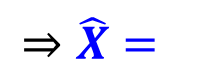 ⇒ X̂ =